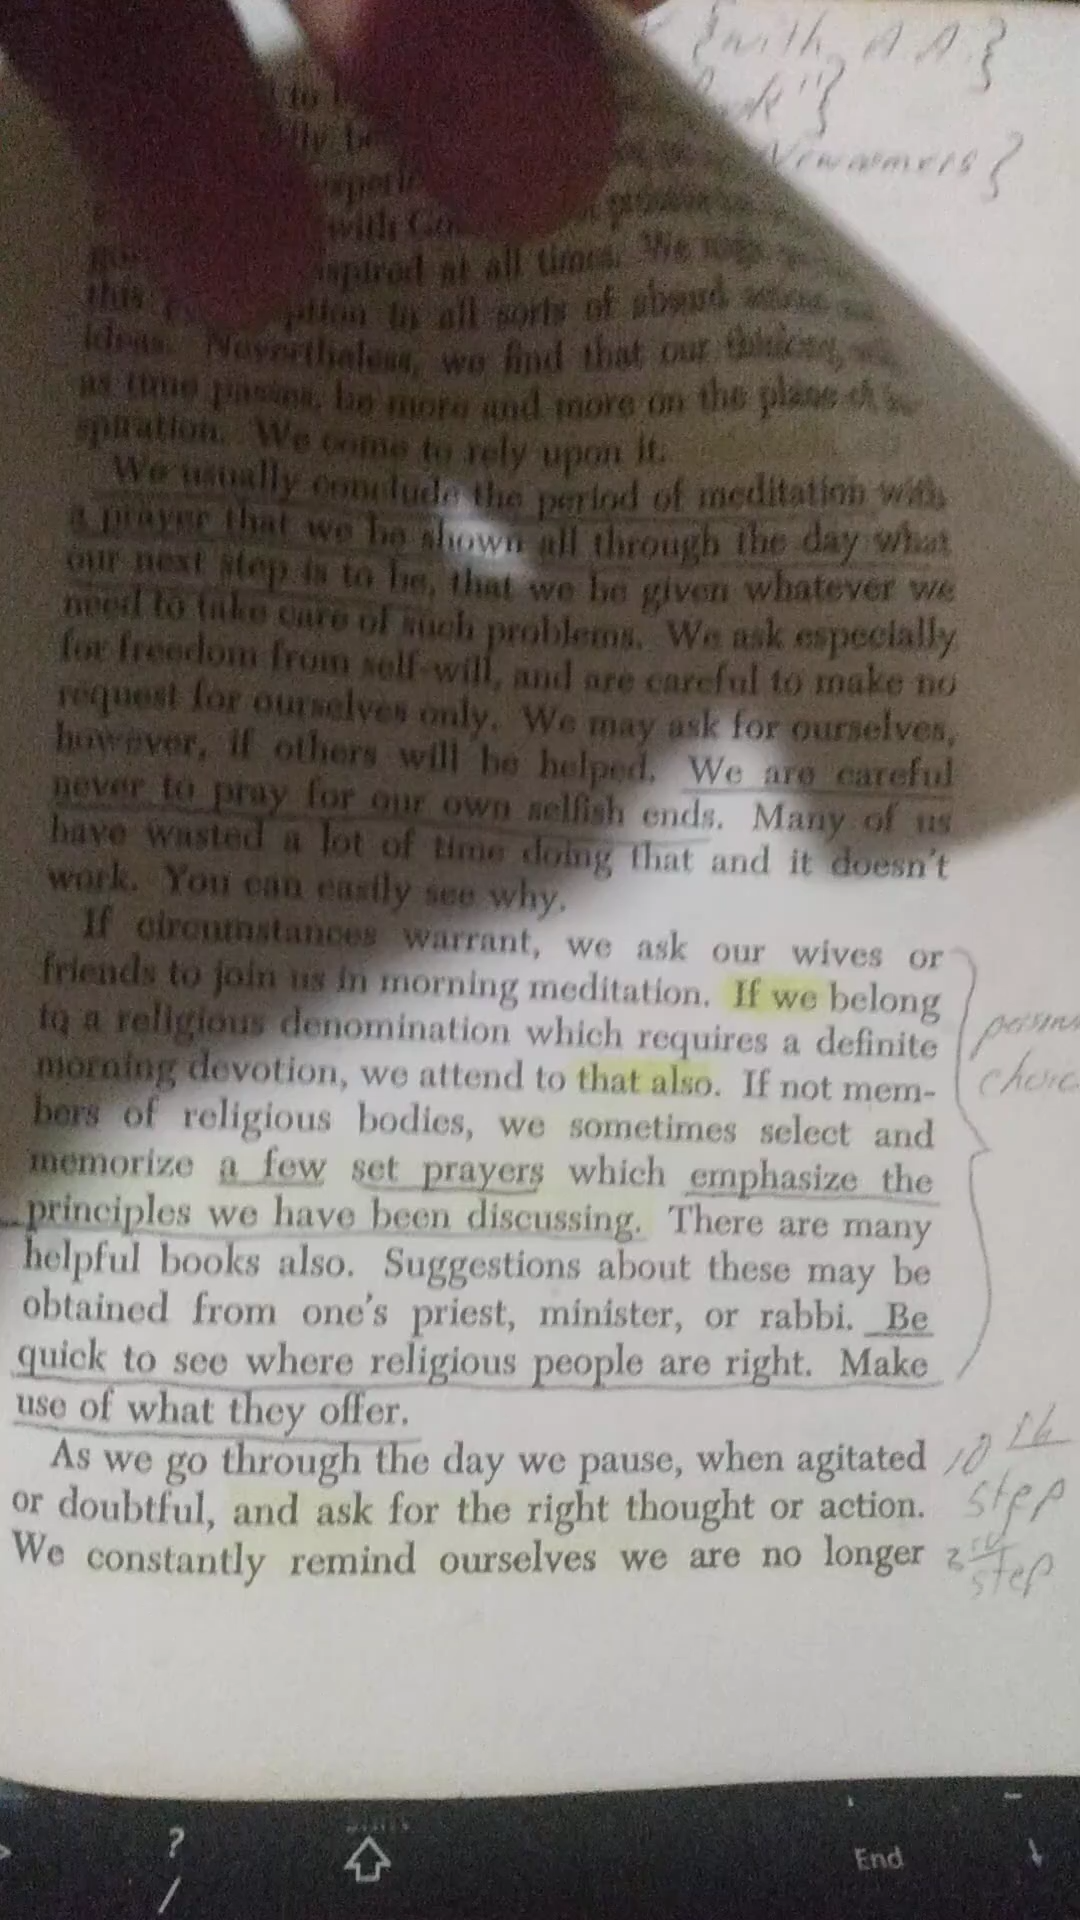 {with A.A.}
"}
Newcomers}
to
with
inspired at all times. We
this ption to all sorts of absurd
ideas. Nevertheless, we find that our thinking
as time passes, be more and more on the plane of
spiration. We come to rely upon it.
We usually conclude the period of meditation with
a prayer that we be shown all through the day what
our next step is to be, that we be given whatever we
need to take care of such problems. We ask especially
for freedom from self-will, and are careful to make no
request for ourselves only. We may ask for ourselves,
however, if others will be helped. We are careful
never to pray for our own selfish ends. Many of us
have wasted a lot of time doing that and it doesn't
work. You can easily see why.
If circumstances warrant, we ask our wives or
friends to join us in morning meditation. If we belong
to a religious denomination which requires a definite
morning devotion, we attend to that also. If not mem-
bers of religious bodies, we sometimes select and
memorize a few set prayers which emphasize the
principles we have been discussing. There are many
helpful books also. Suggestions about these may be
obtained from one's priest, minister, or rabbi. Be
quick to see where religious people are right. Make
use of what they offer.
As we go through the day we pause, when agitated
or doubtful, and ask for the right thought or action.
We constantly remind ourselves we are no longer
step
step
?
/
End